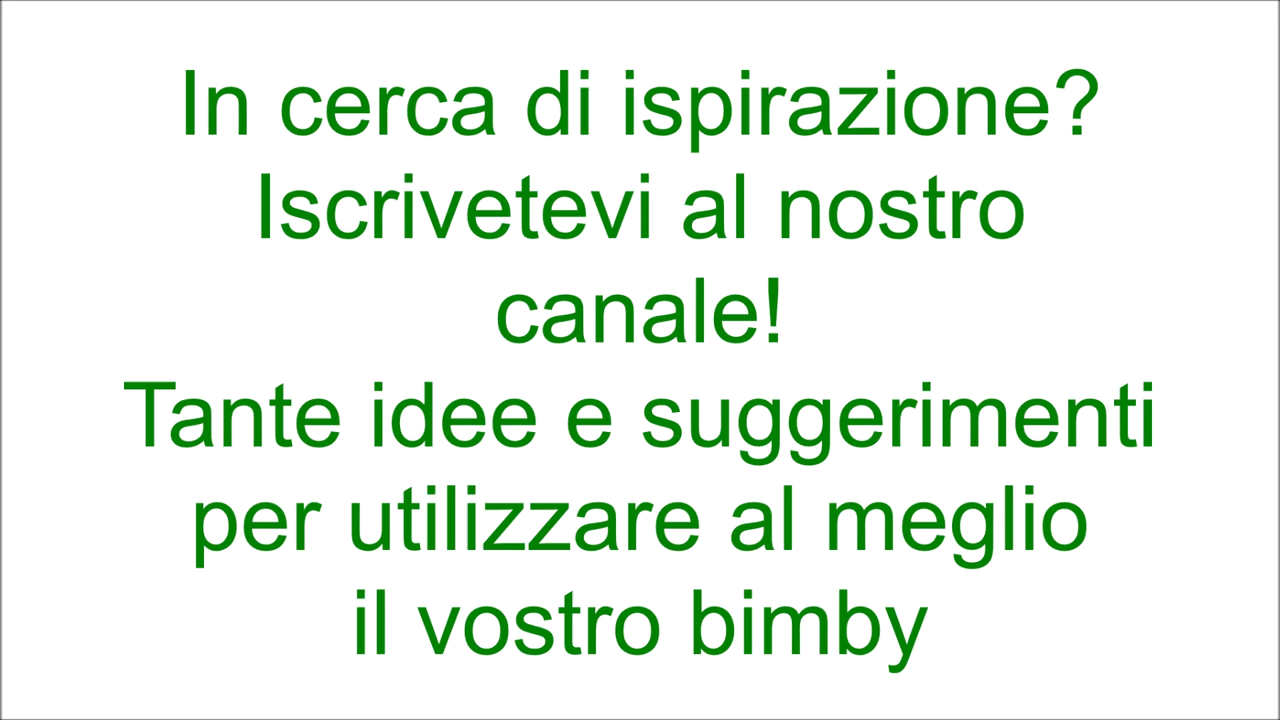 In cerca di ispirazione?
Iscrivetevi al nostro
canale!
Tante idee e suggerimenti
per utilizzare al meglio
il vostro bimby